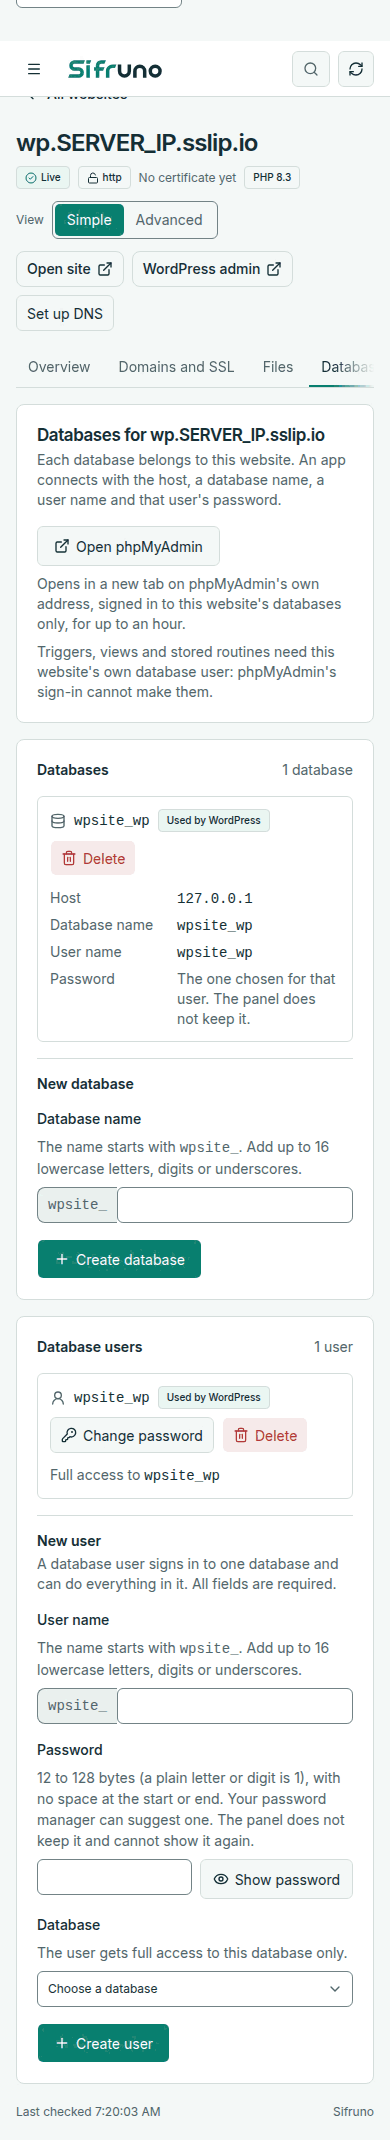 Sifruno
All websites
wp.SERVER_IP.sslip.io
Live
http
No certificate yet
PHP 8.3
View
Simple
Advanced
Open site
WordPress admin
Set up DNS
Overview
Domains and SSL
Files
Databas
Databases for wp.SERVER_IP.sslip.io
Each database belongs to this website. An app
connects with the host, a database name, a
user name and that user's password.
Open phpMyAdmin
Opens in a new tab on phpMyAdmin's own
address, signed in to this website's databases
only, for up to an hour.
Triggers, views and stored routines need this
website's own database user: phpMyAdmin's
sign-in cannot make them.
Databases
1 database
wpsite_wp
Used by WordPress
Delete
Host
127.0.0.1
Database name
wpsite_wp
User name
wpsite_wp
Password
The one chosen for that
user. The panel does
not keep it.
New database
Database name
The name starts with wpsite_. Add up to 16
lowercase letters, digits or underscores.
wpsite_
Create database
Database users
1 user
wpsite_wp
Used by WordPress
Change password
Delete
Full access to wpsite_wp
New user
A database user signs in to one database and
can do everything in it. All fields are required.
User name
The name starts with wpsite_. Add up to 16
lowercase letters, digits or underscores.
wpsite_
Password
12 to 128 bytes (a plain letter or digit is 1), with
no space at the start or end. Your password
manager can suggest one. The panel does not
keep it and cannot show it again.
Show password
Database
The user gets full access to this database only.
Choose a database
Create user
Last checked 7:20:03 AM
Sifruno